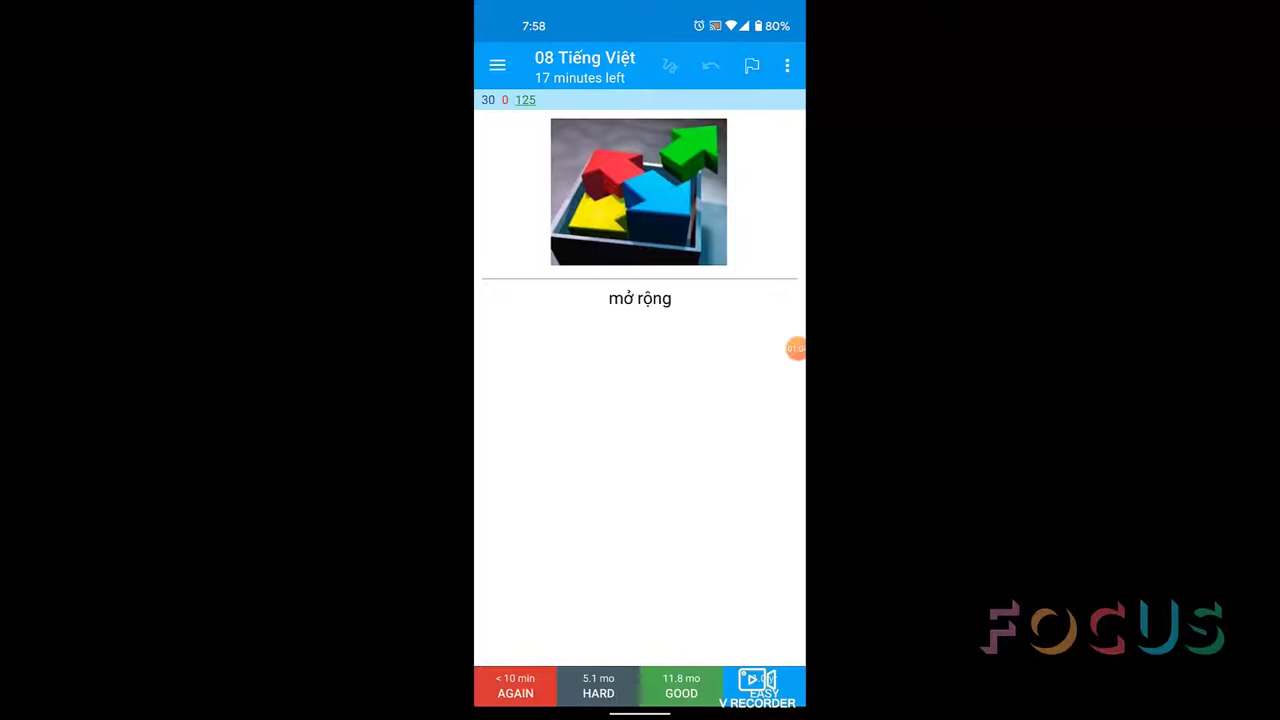 7:58
80%
08 Tiếng Việt
17 minutes left
30 0 125
mở rộng
< 10 min
AGAIN
5.1 mo
HARD
11.8 mo
GOOD
EASY
V RECORDER
FOCUS